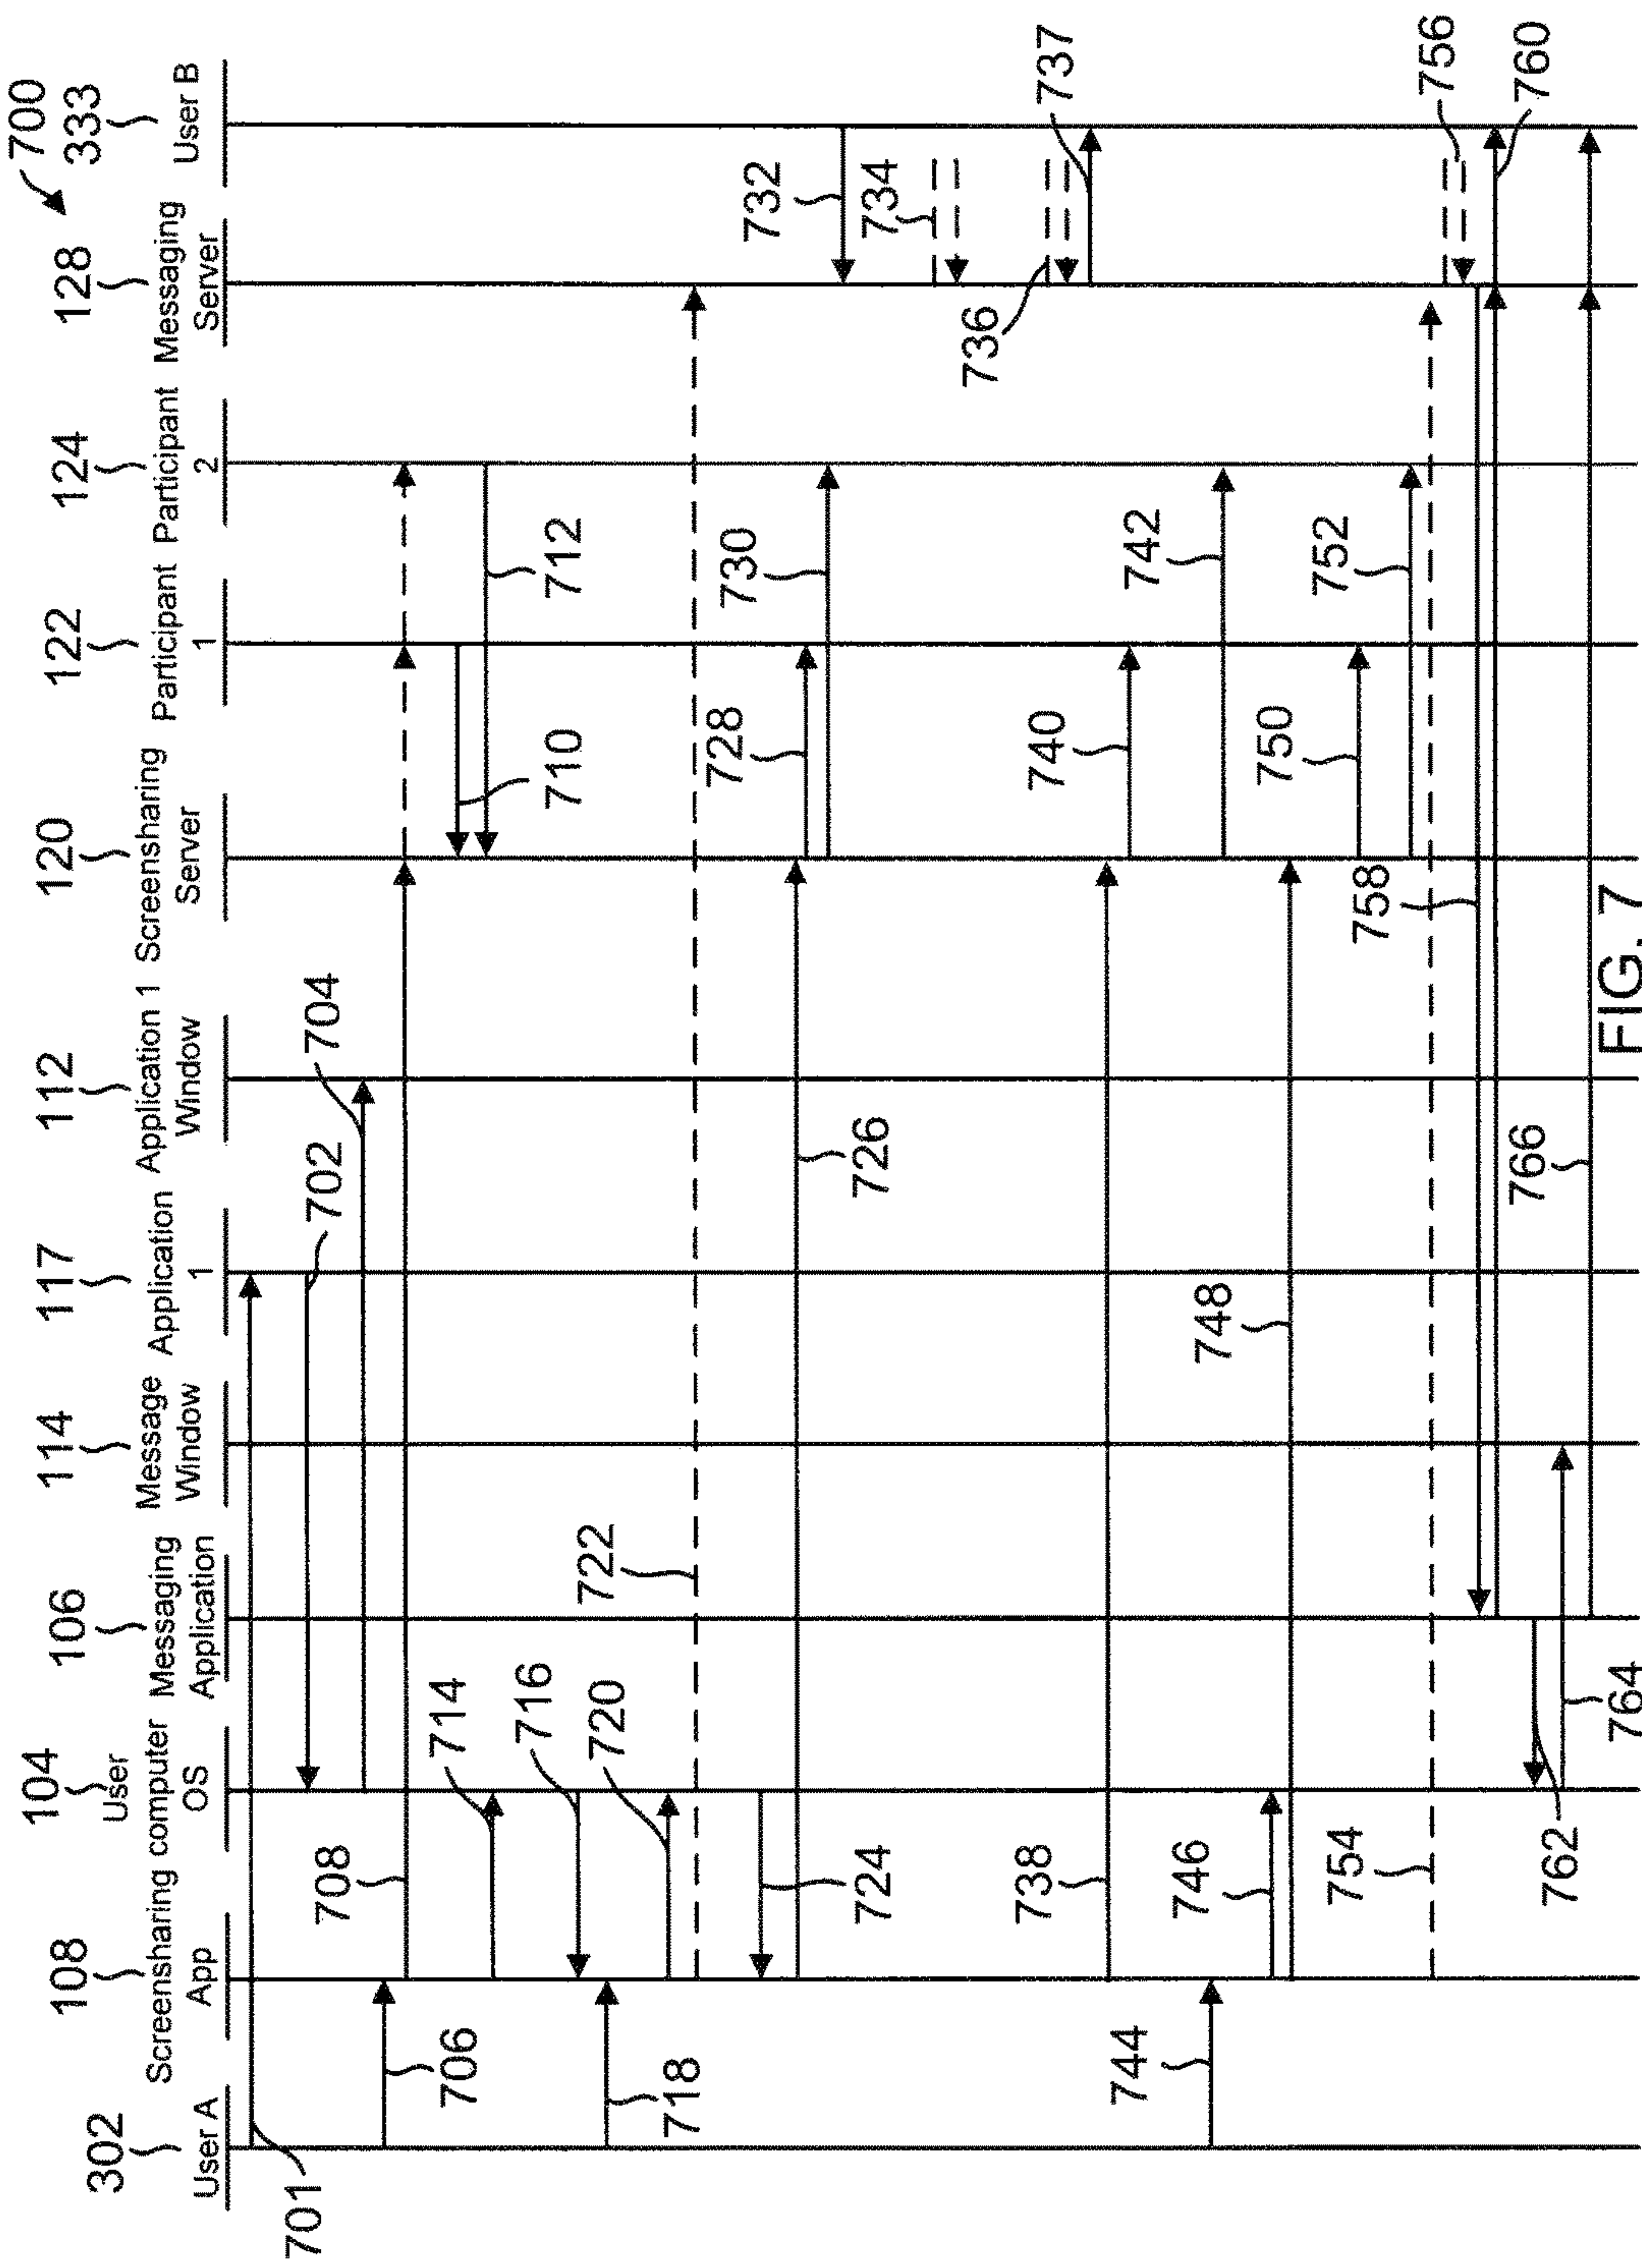 700
302
108
104
106
114
117
112
120
122
124
128
333
User
User A
Screensharing
App
computer
OS
Messaging
Application
Message
Window
Application
1
Application 1
Window
Screensharing
Server
Participant
1
Participant
2
Messaging
Server
User B
701
702
704
706
708
710
712
714
716
718
720
722
724
726
728
730
732
734
736
737
738
740
742
744
746
748
750
752
754
756
758
760
762
764
766
FIG. 7